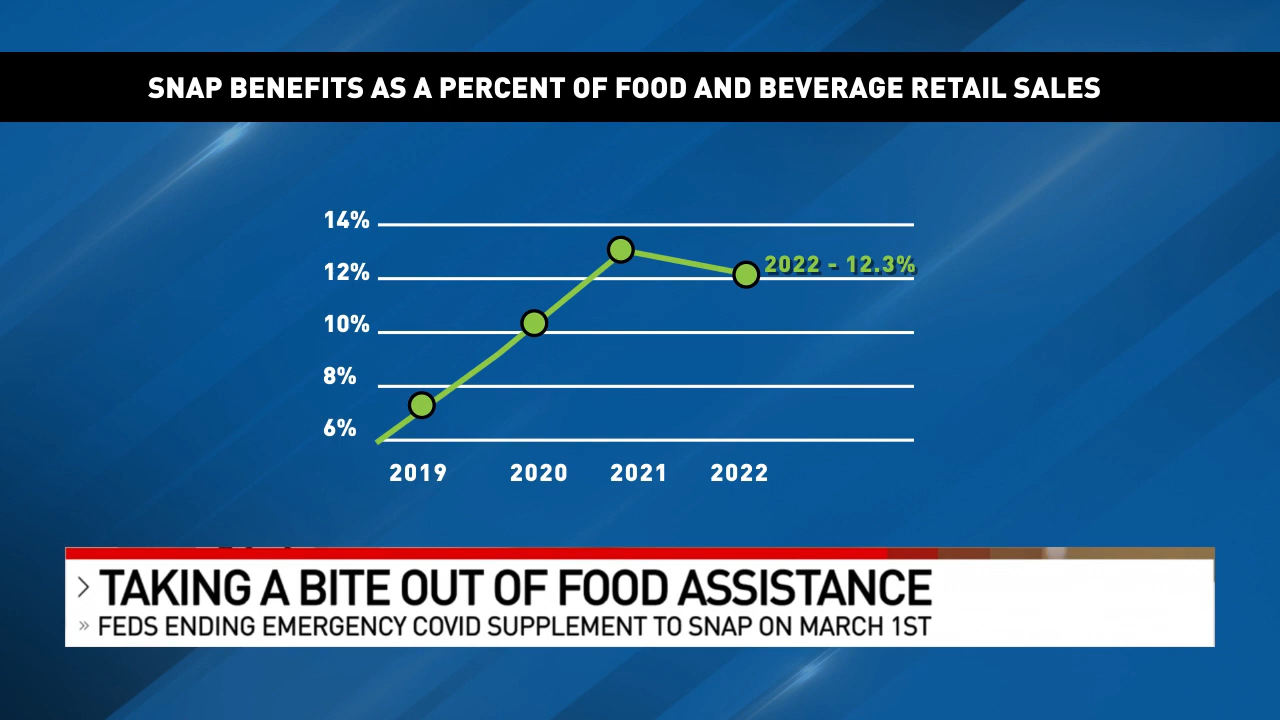 SNAP BENEFITS AS A PERCENT OF FOOD AND BEVERAGE RETAIL SALES
14%
12%
2022 - 12.3%
10%
8%
6%
2019 2020 2021 2022
TAKING A BITE OUT OF FOOD ASSISTANCE
FEDS ENDING EMERGENCY COVID SUPPLEMENT TO SNAP ON MARCH 1ST